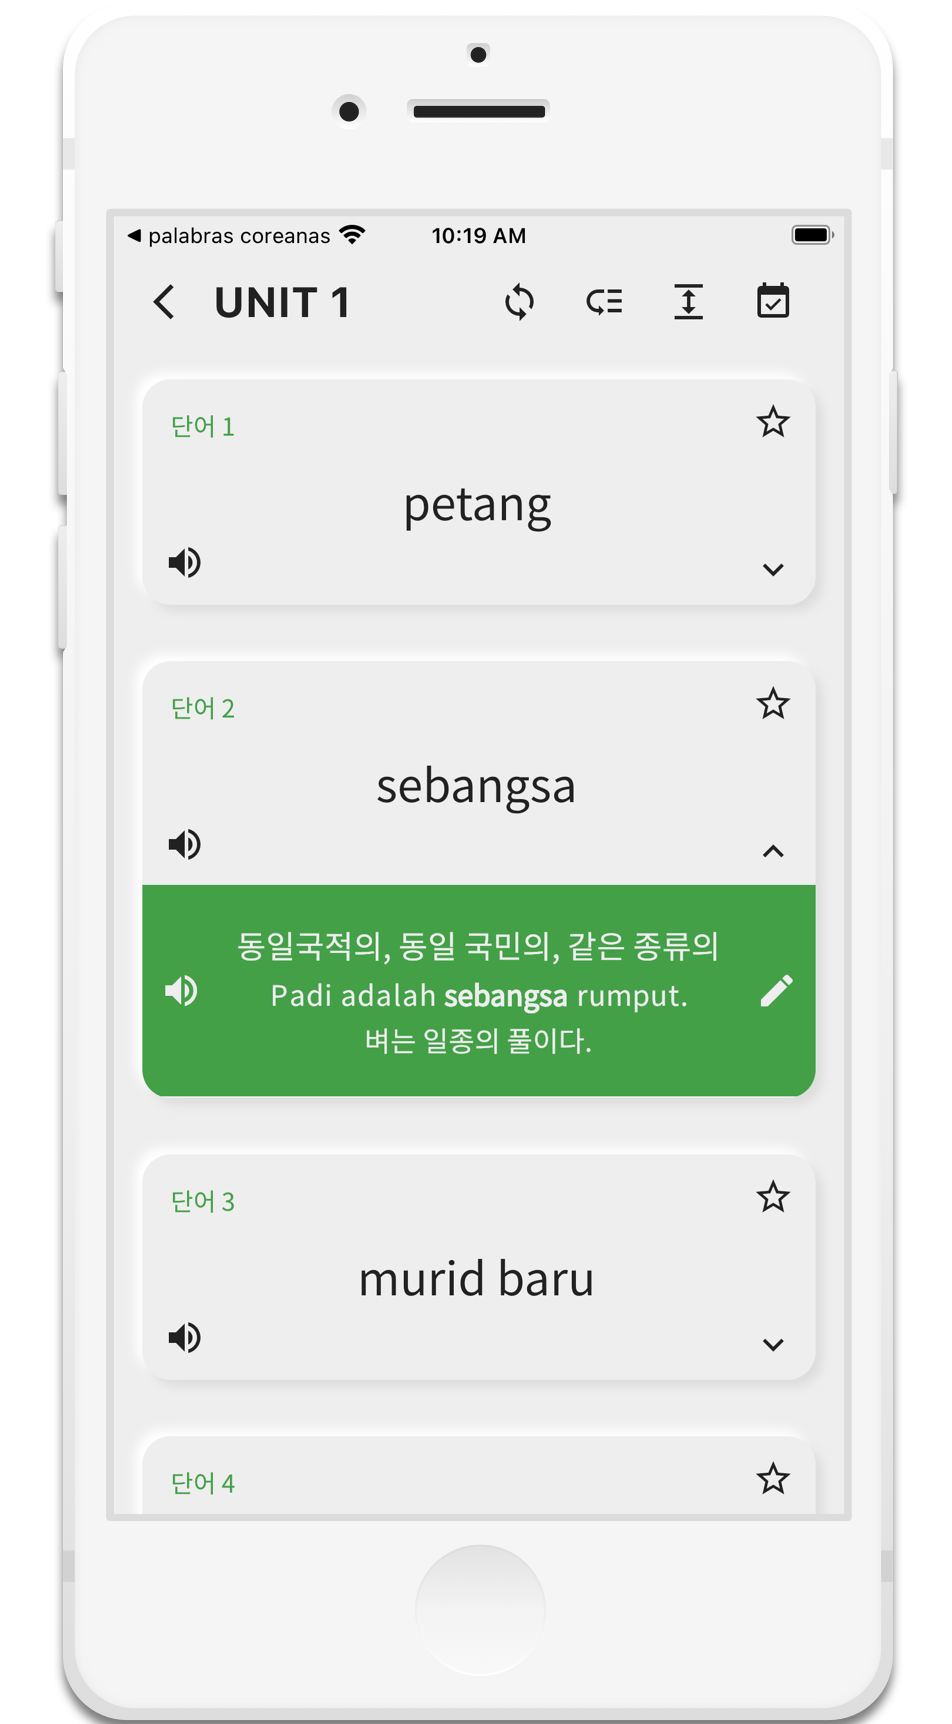 palabras coreanas
10:19 AM
UNIT 1
단어 1
petang
단어 2
sebangsa
동일국적의, 동일 국민의, 같은 종류의
Padi adalah sebangsa rumput.
벼는 일종의 풀이다.
단어 3
murid baru
단어 4